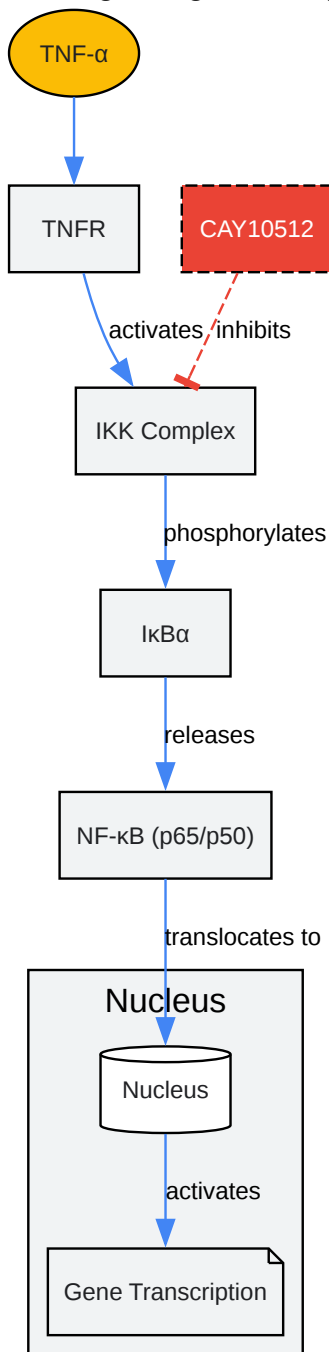 TNF-α
TNFR
CAY10512
activates
inhibits
IKK Complex
phosphorylates
IκBα
releases
NF-κB (p65/p50)
translocates to
Nucleus
Nucleus
activates
Gene Transcription